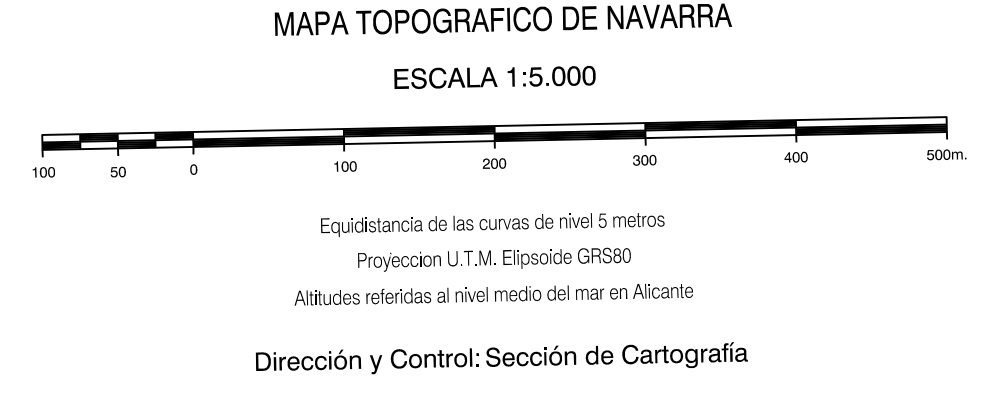 MAPA TOPOGRAFICO DE NAVARRA
ESCALA 1:5.000
100 50 0 100 200 300 400 500m.
Equidistancia de las curvas de nivel 5 metros
Proyeccion U.T.M. Elipsoide GRS80
Altitudes referidas al nivel medio del mar en Alicante
Dirección y Control: Sección de Cartografía